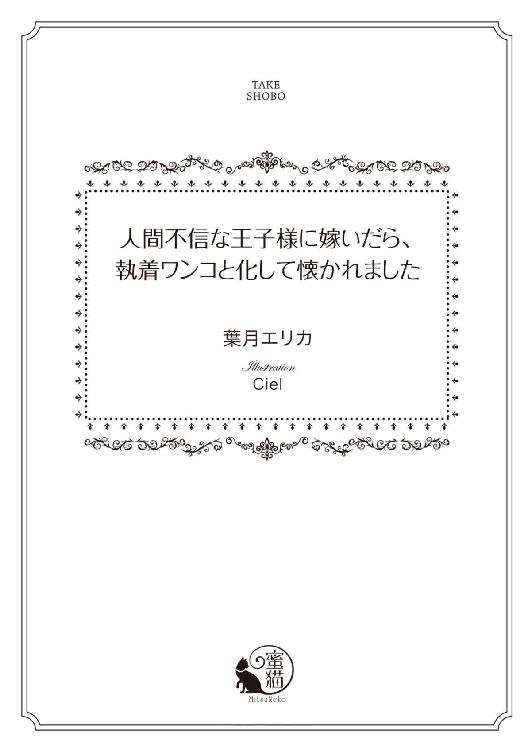 TAKE
SHOBO
人間不信な王子様に嫁いだら、
執着ワンコと化して懐かれました
葉月エリカ
Illustration
Ciel
蜜猫
MitsuNeko